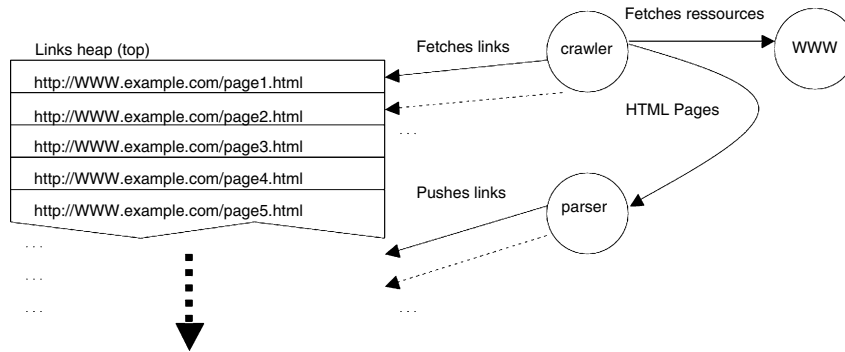 Fetches ressources
Links heap (top)
Fetches links
crawler
WWW
http://WWW.example.com/page1.html
http://WWW.example.com/page2.html
...
HTML Pages
http://WWW.example.com/page3.html
http://WWW.example.com/page4.html
Pushes links
parser
http://WWW.example.com/page5.html
...
...
...
...